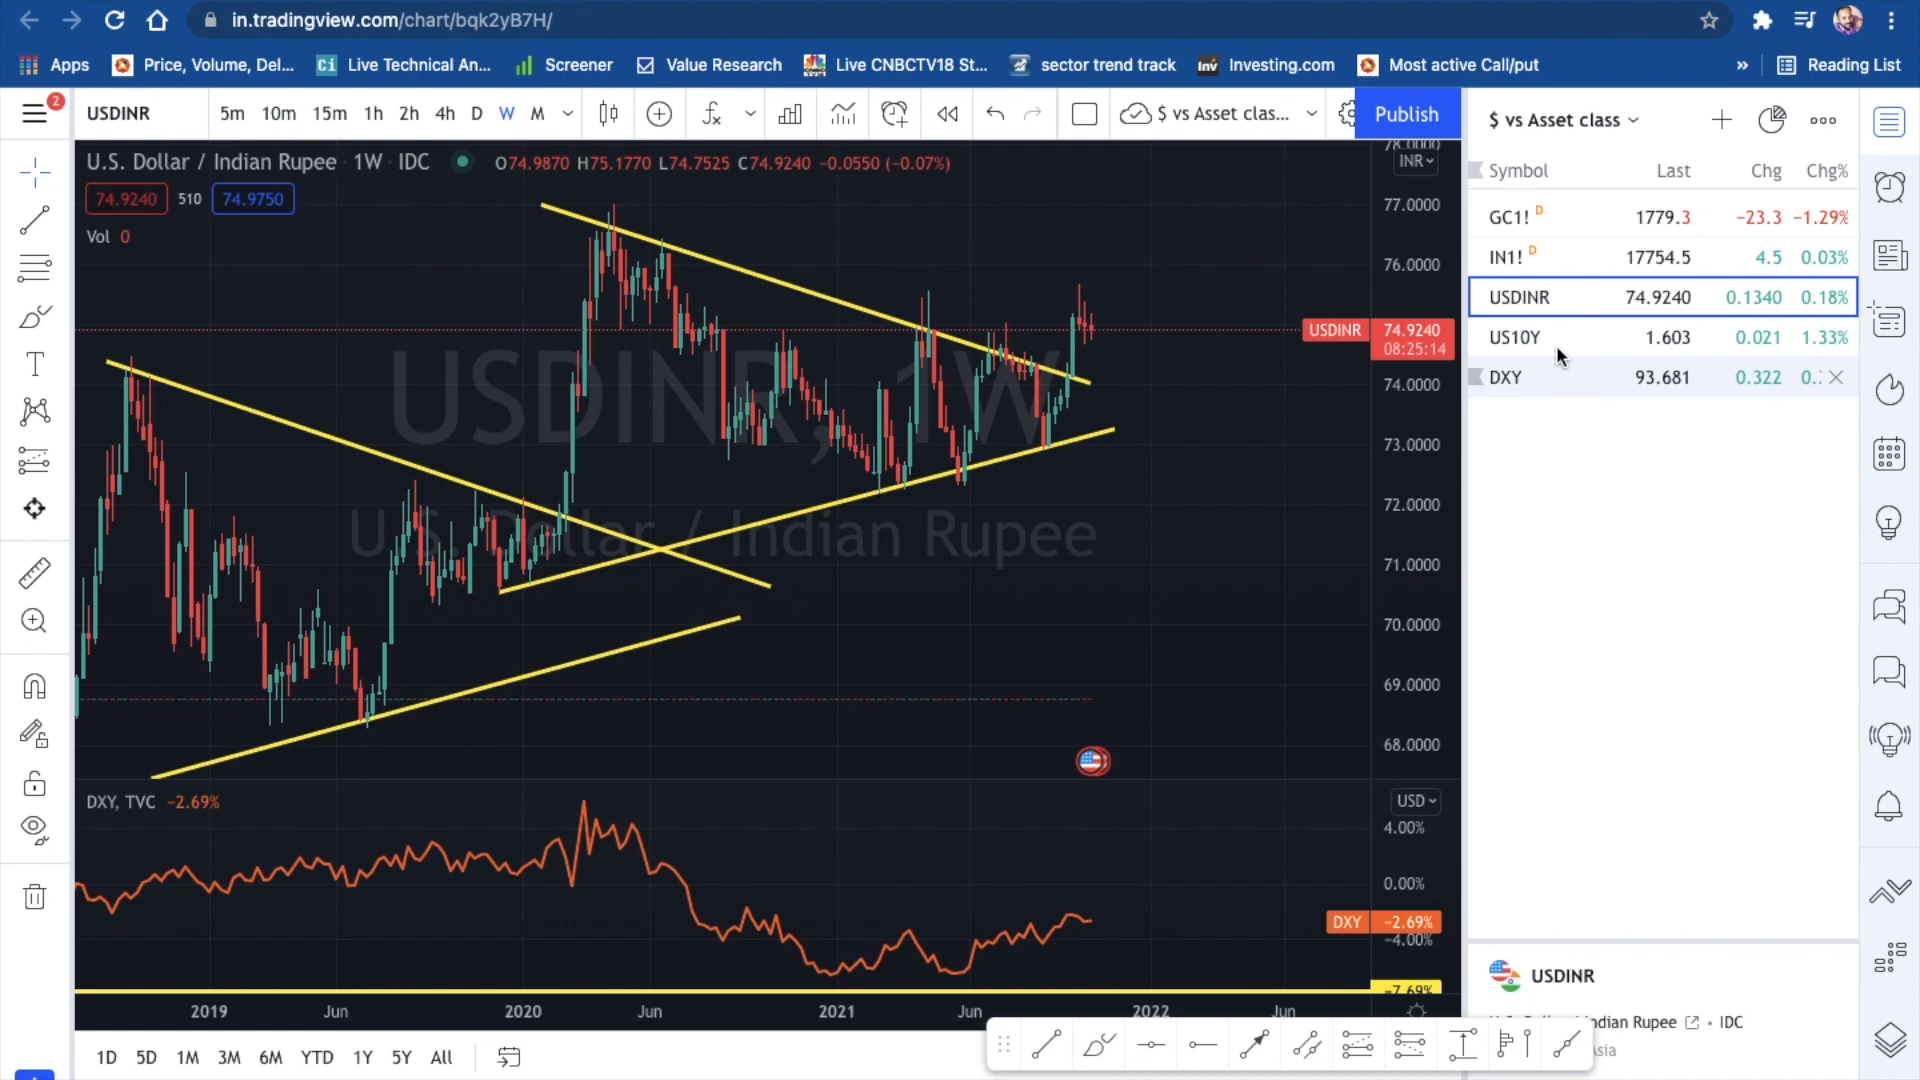 in.tradingview.com/chart/bqk2yB7H/
Apps Price, Volume, Del... Live Technical An... Screener Value Research Live CNBCTV18 St... sector trend track Investing.com Most active Call/put » Reading List
2 USDINR 5m 10m 15m 1h 2h 4h D W M $ vs Asset clas... Publish
$ vs Asset class
U.S. Dollar / Indian Rupee · 1W · IDC O74.9870 H75.1770 L74.7525 C74.9240 −0.0550 (−0.07%)
74.9240 510 74.9750
Vol 0
INR
78.0000
77.0000
76.0000
USDINR 74.9240
08:25:14
74.0000
73.0000
72.0000
71.0000
70.0000
69.0000
68.0000
USDINR, 1W
U.S. Dollar / Indian Rupee
DXY, TVC −2.69%
USD
4.00%
0.00%
DXY −2.69%
−4.00%
−7.69%
2019 Jun 2020 Jun 2021 Jun 2022 Jun
1D 5D 1M 3M 6M YTD 1Y 5Y All
Symbol Last Chg Chg%
GC1! D 1779.3 −23.3 −1.29%
IN1! D 17754.5 4.5 0.03%
USDINR 74.9240 0.1340 0.18%
US10Y 1.603 0.021 1.33%
DXY 93.681 0.322 0.:
USDINR
Indian Rupee • IDC